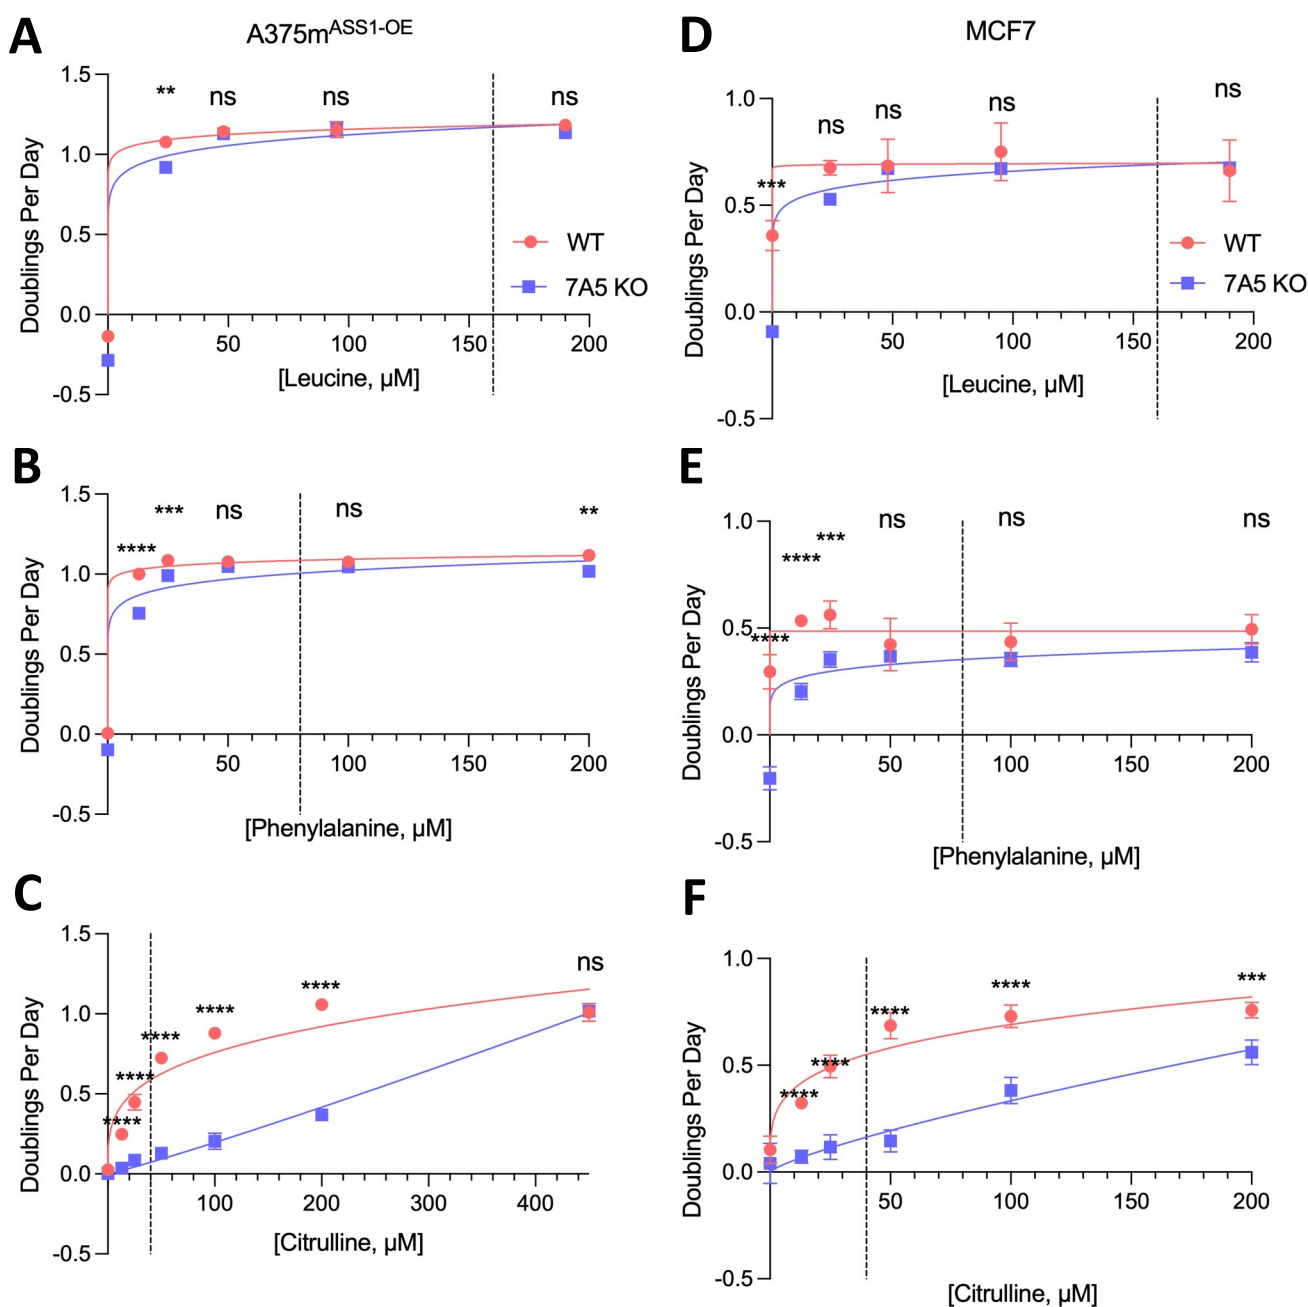 A
A375mASS1-OE
1.5
1.0
0.5
0.0
-0.5
Doublings Per Day
**
ns
ns
ns
WT
7A5 KO
50
100
150
200
[Leucine, µM]
D
MCF7
1.0
0.5
0.0
-0.5
Doublings Per Day
***
ns
ns
ns
ns
WT
7A5 KO
50
100
150
200
[Leucine, µM]
B
1.5
1.0
0.5
0.0
-0.5
Doublings Per Day
****
***
ns
ns
**
50
100
150
200
[Phenylalanine, µM]
E
1.0
0.5
0.0
-0.5
Doublings Per Day
****
****
***
ns
ns
ns
50
100
150
200
[Phenylalanine, µM]
C
1.5
1.0
0.5
0.0
-0.5
Doublings Per Day
****
****
****
****
****
ns
100
200
300
400
[Citrulline, µM]
F
1.0
0.5
0.0
-0.5
Doublings Per Day
****
****
****
****
***
50
100
150
200
[Citrulline, µM]